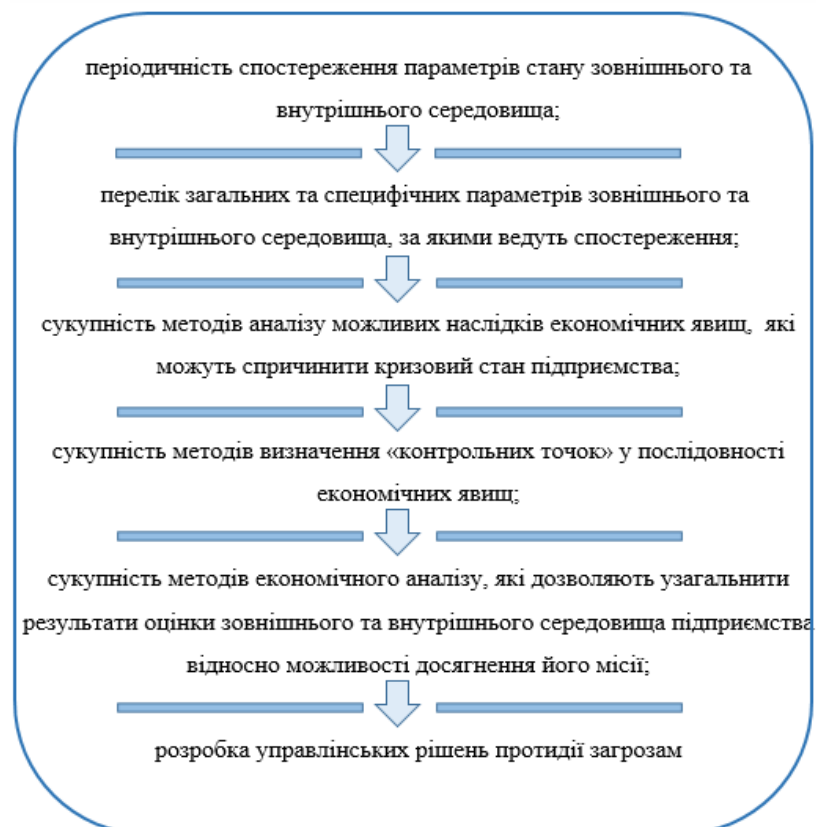 періодичність спостереження параметрів стану зовнішнього та
внутрішнього середовища;
перелік загальних та специфічних параметрів зовнішнього та
внутрішнього середовища, за якими ведуть спостереження;
сукупність методів аналізу можливих наслідків економічних явищ, які
можуть спричинити кризовий стан підприємства;
сукупність методів визначення «контрольних точок» у послідовності
економічних явищ;
сукупність методів економічного аналізу, які дозволяють узагальнити
результати оцінки зовнішнього та внутрішнього середовища підприємства
відносно можливості досягнення його місії;
розробка управлінських рішень протидії загрозам